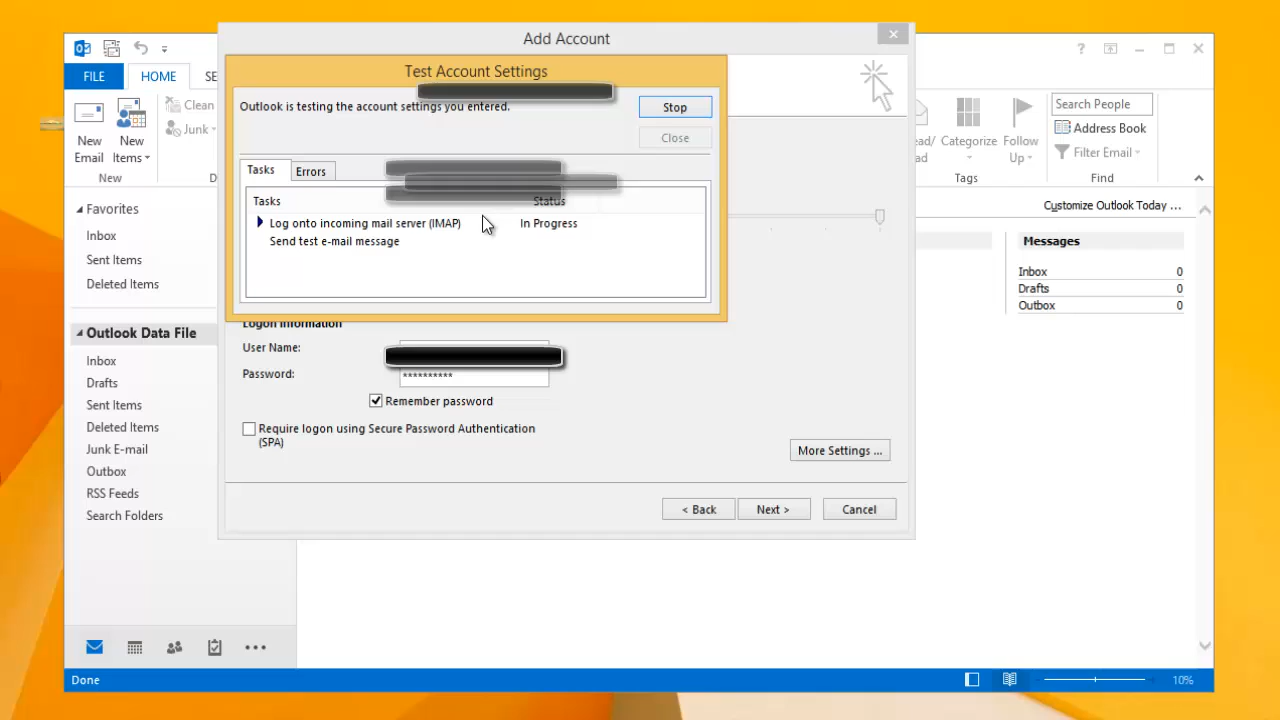 Add Account
Test Account Settings
Outlook is testing the account settings you entered.
Stop
Close
Tasks
Errors
Tasks
Status
Log onto incoming mail server (IMAP)
In Progress
Send test e-mail message
Logon Information
User Name:
Password:
**********
Remember password
Require logon using Secure Password Authentication
(SPA)
More Settings ...
< Back
Next >
Cancel
FILE
HOME
SE
New
Email
New
Items
Clean
Junk
New
D
ad/
ad
Categorize
Follow
Up
Tags
Search People
Address Book
Filter Email
Find
Favorites
Inbox
Sent Items
Deleted Items
Outlook Data File
Inbox
Drafts
Sent Items
Deleted Items
Junk E-mail
Outbox
RSS Feeds
Search Folders
Customize Outlook Today ...
Messages
Inbox 0
Drafts 0
Outbox 0
Done
10%